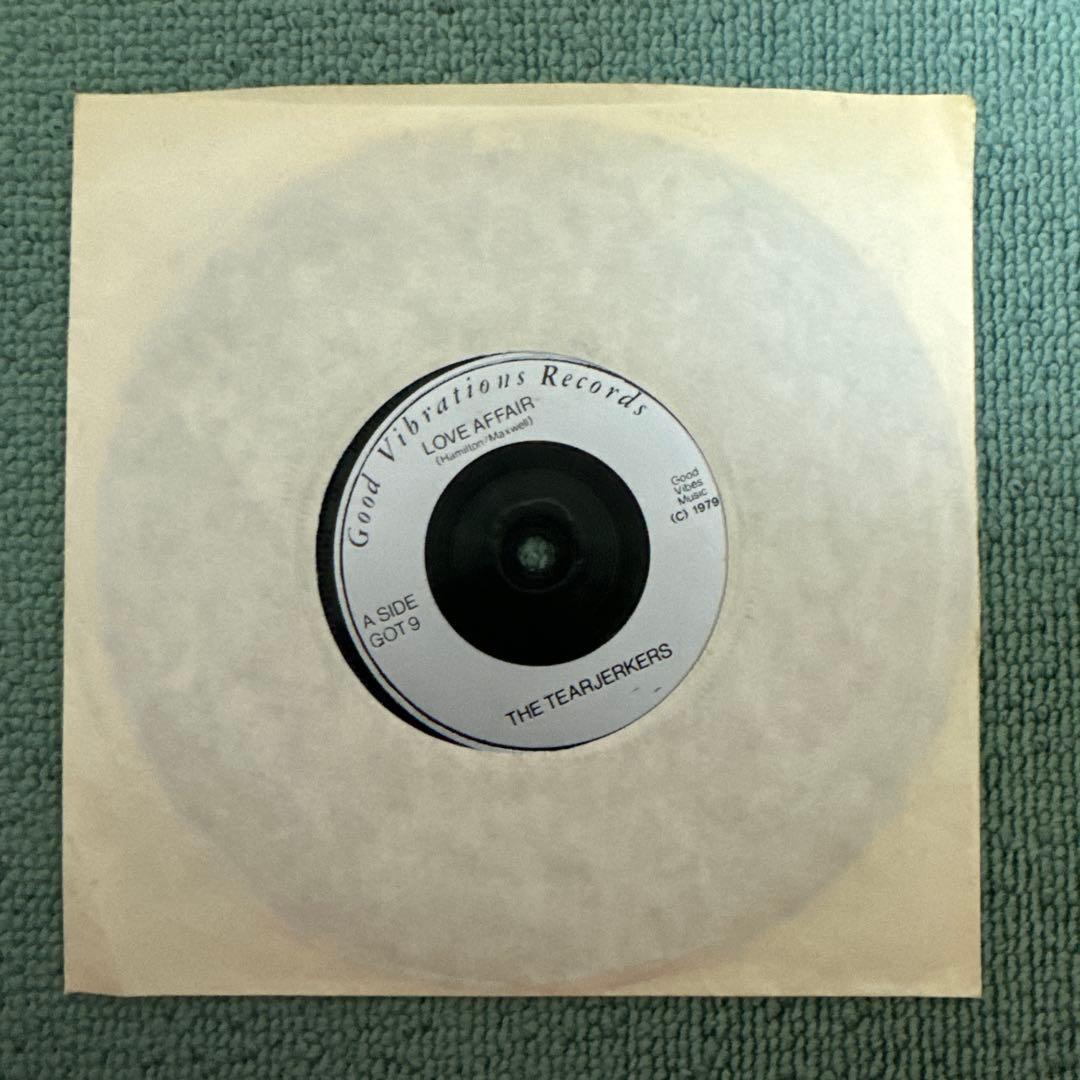 Good Vibrations Records
LOVE AFFAIR
(Hamilton/Maxwell)
Good
Vibes
Music
(C) 1979
A SIDE
GOT 9
THE TEARJERKERS